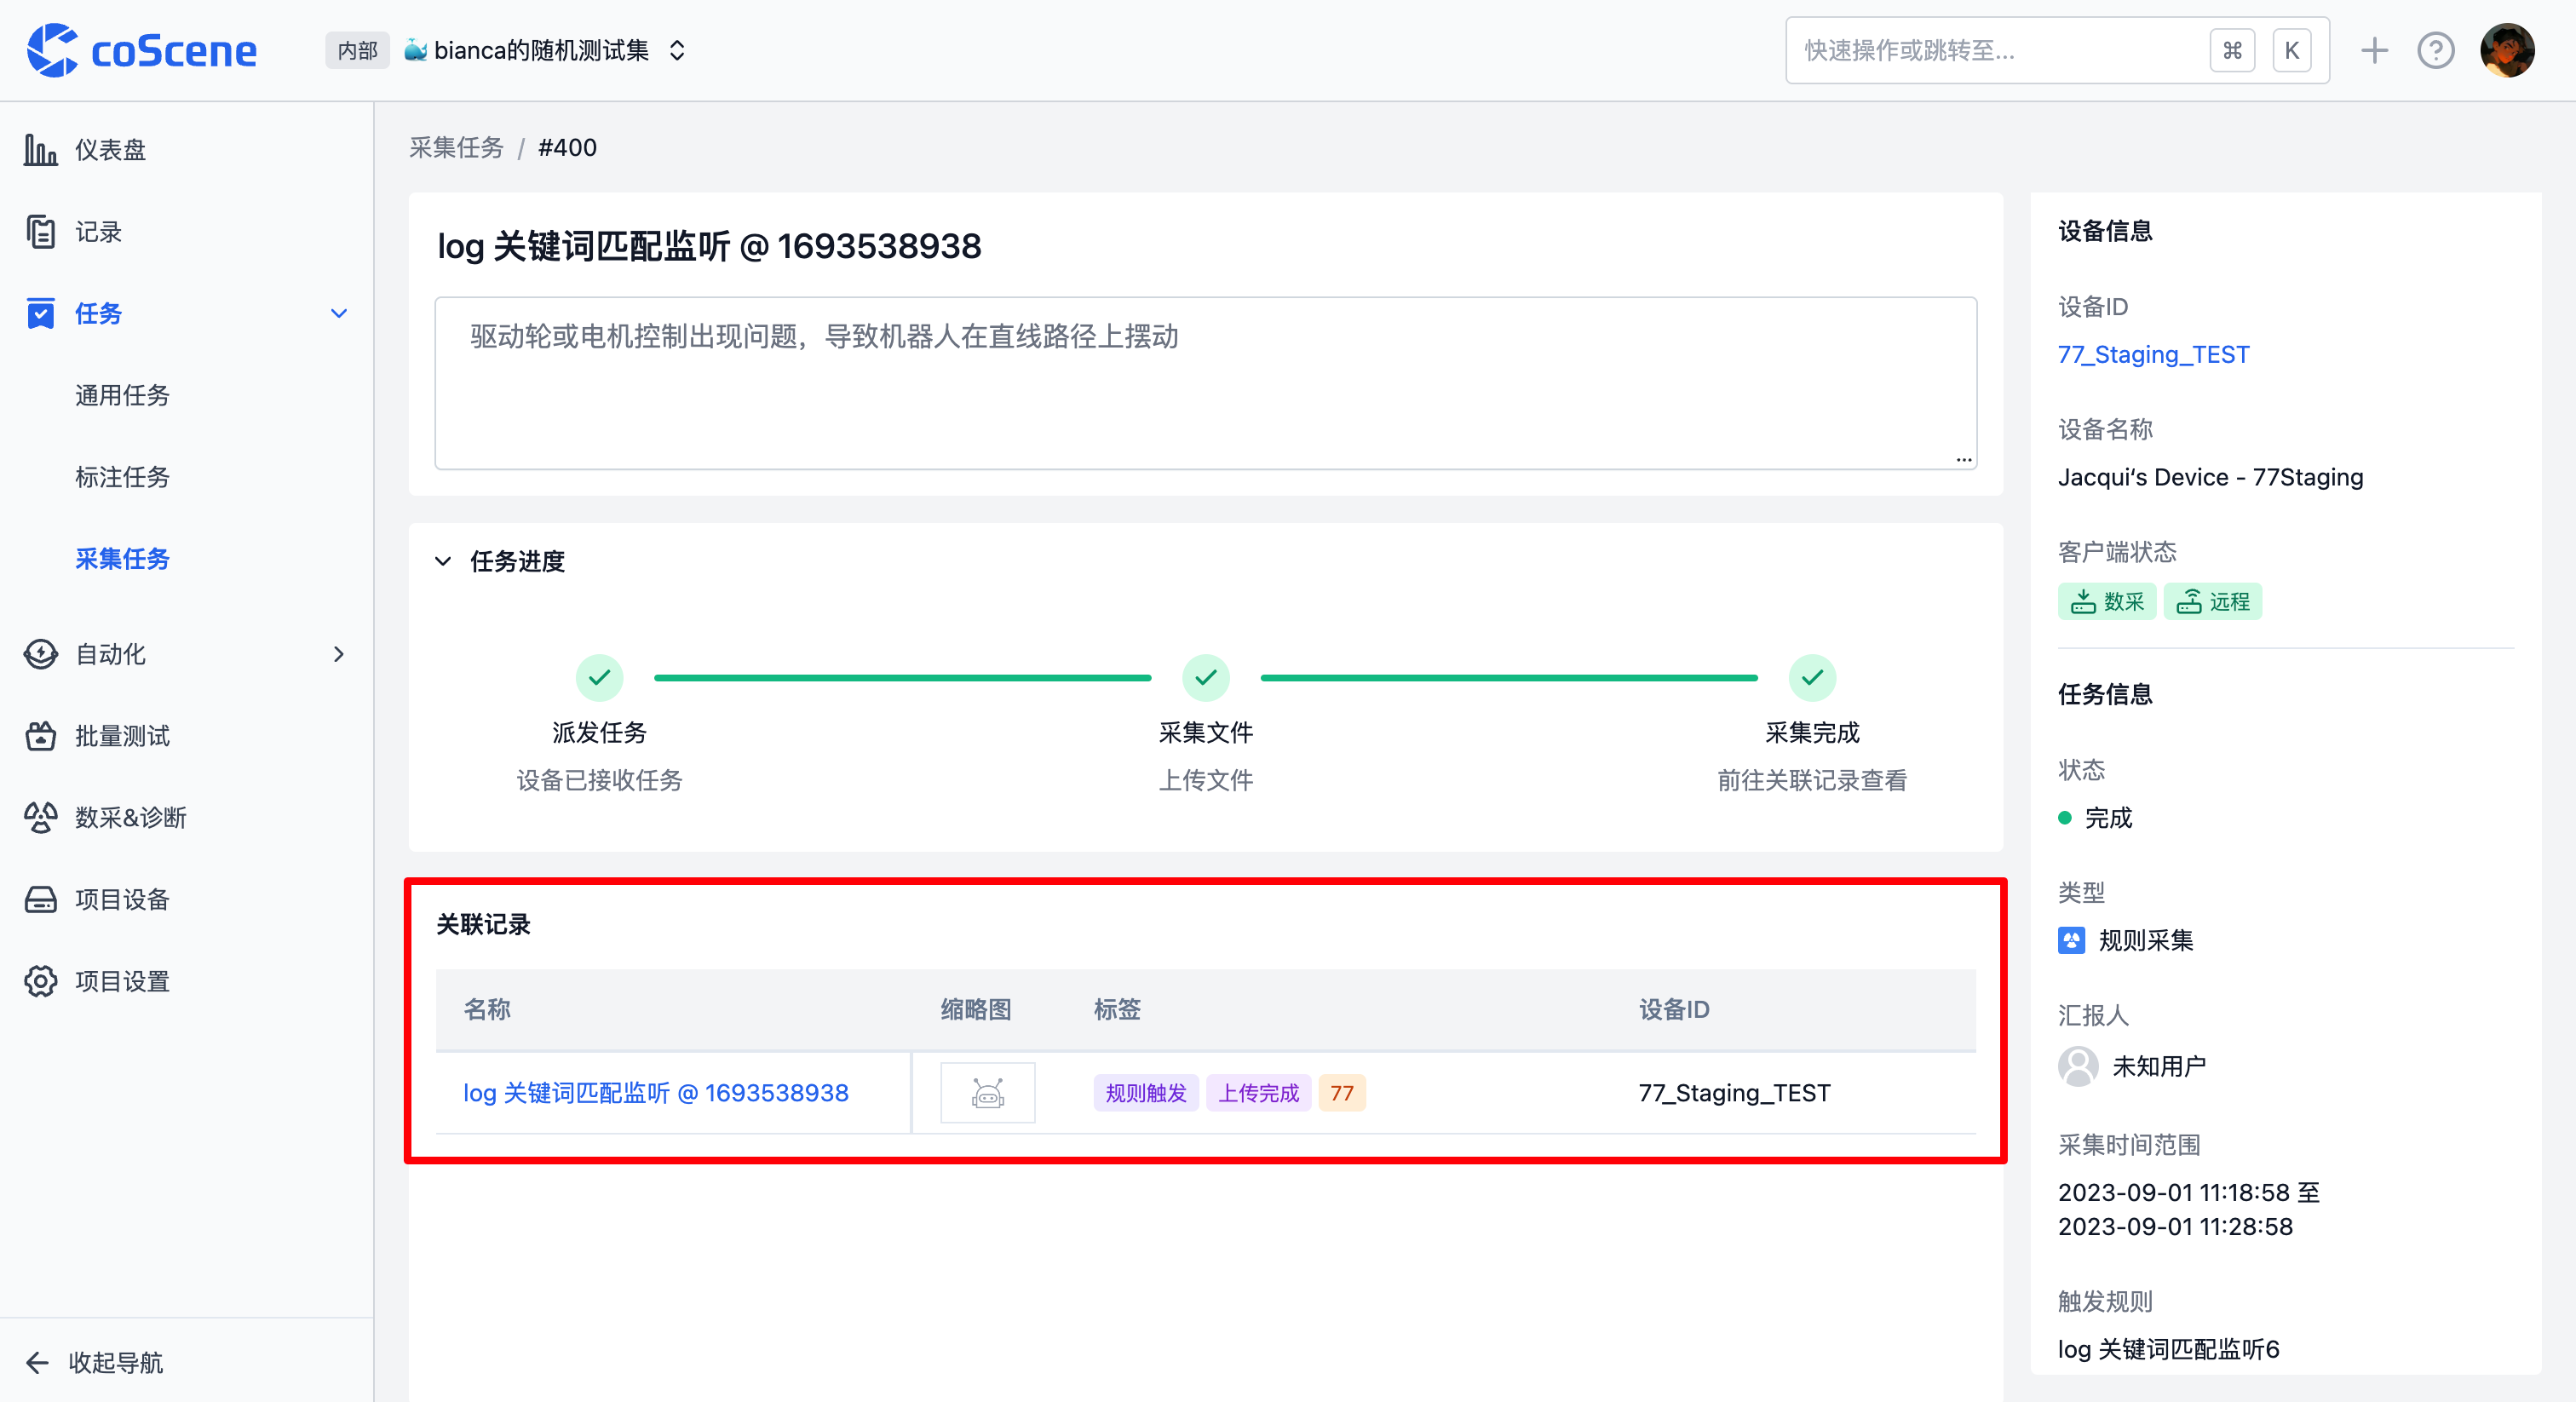 coScene
内部
bianca的随机测试集
快速操作或跳转至...
⌘ K
仪表盘
记录
任务
通用任务
标注任务
采集任务
自动化
批量测试
数采&诊断
项目设备
项目设置
收起导航
采集任务 / #400
log 关键词匹配监听 @ 1693538938
驱动轮或电机控制出现问题，导致机器人在直线路径上摆动
任务进度
派发任务
设备已接收任务
采集文件
上传文件
采集完成
前往关联记录查看
关联记录
名称 缩略图 标签 设备ID
log 关键词匹配监听 @ 1693538938 规则触发 上传完成 77 77_Staging_TEST
设备信息
设备ID
77_Staging_TEST
设备名称
Jacqui‘s Device - 77Staging
客户端状态
数采 远程
任务信息
状态
完成
类型
规则采集
汇报人
未知用户
采集时间范围
2023-09-01 11:18:58 至
2023-09-01 11:28:58
触发规则
log 关键词匹配监听6